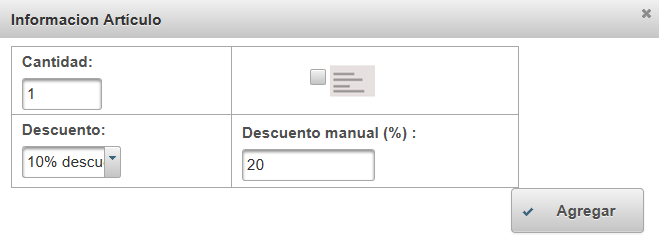 Informacion Artículo
Cantidad:
1
Descuento:
10% descu
Descuento manual (%) :
20
Agregar